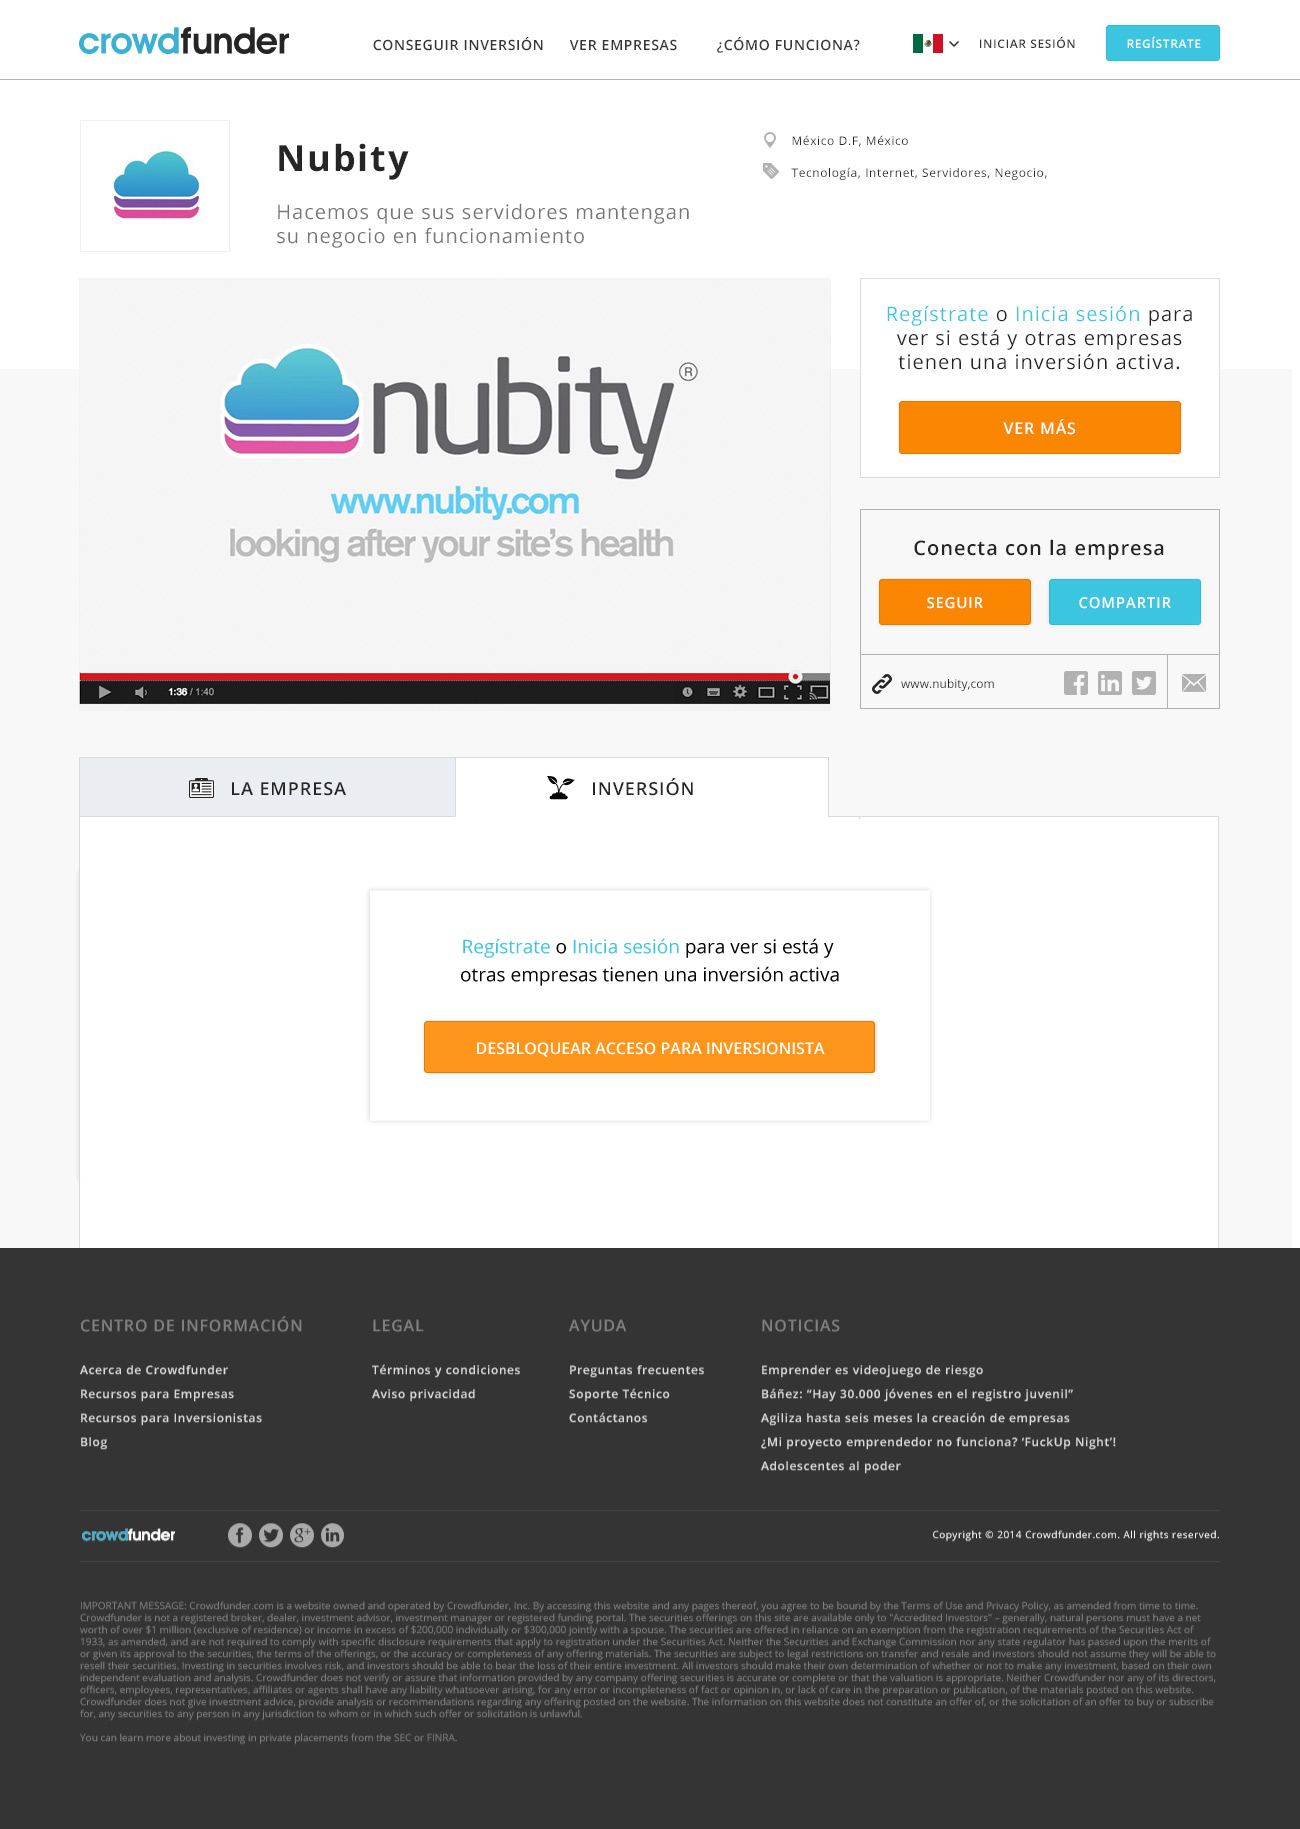 crowdfunder
CONSEGUIR INVERSIÓN
VER EMPRESAS
¿CÓMO FUNCIONA?
INICIAR SESIÓN
REGÍSTRATE
Nubity
Hacemos que sus servidores mantengan
su negocio en funcionamiento
México D.F, México
Tecnología, Internet, Servidores, Negocio,
nubity®
www.nubity.com
looking after your site's health
1:36 / 1:40
Regístrate o Inicia sesión para
ver si está y otras empresas
tienen una inversión activa.
VER MÁS
Conecta con la empresa
SEGUIR
COMPARTIR
www.nubity,com
LA EMPRESA
INVERSIÓN
Regístrate o Inicia sesión para ver si está y
otras empresas tienen una inversión activa
DESBLOQUEAR ACCESO PARA INVERSIONISTA
CENTRO DE INFORMACIÓN
Acerca de Crowdfunder
Recursos para Empresas
Recursos para Inversionistas
Blog
LEGAL
Términos y condiciones
Aviso privacidad
AYUDA
Preguntas frecuentes
Soporte Técnico
Contáctanos
NOTICIAS
Emprender es videojuego de riesgo
Báñez: “Hay 30.000 jóvenes en el registro juvenil”
Agiliza hasta seis meses la creación de empresas
¿Mi proyecto emprendedor no funciona? ‘FuckUp Night’!
Adolescentes al poder
crowdfunder
Copyright © 2014 Crowdfunder.com. All rights reserved.
IMPORTANT MESSAGE: Crowdfunder.com is a website owned and operated by Crowdfunder, Inc. By accessing this website and any pages thereof, you agree to be bound by the Terms of Use and Privacy Policy, as amended from time to time.
Crowdfunder is not a registered broker, dealer, investment advisor, investment manager or registered funding portal. The securities offerings on this site are available only to "Accredited Investors" – generally, natural persons must have a net
worth of over $1 million (exclusive of residence) or income in excess of $200,000 individually or $300,000 jointly with a spouse. The securities are offered in reliance on an exemption from the registration requirements of the Securities Act of
1933, as amended, and are not required to comply with specific disclosure requirements that apply to registration under the Securities Act. Neither the Securities and Exchange Commission nor any state regulator has passed upon the merits of
or given its approval to the securities, the terms of the offerings, or the accuracy or completeness of any offering materials. The securities are subject to legal restrictions on transfer and resale and investors should not assume they will be able to
resell their securities. Investing in securities involves risk, and investors should be able to bear the loss of their entire investment. All investors should make their own determination of whether or not to make any investment, based on their own
independent evaluation and analysis. Crowdfunder does not verify or assure that information provided by any company offering securities is accurate or complete or that the valuation is appropriate. Neither Crowdfunder nor any of its directors,
officers, employees, representatives, affiliates or agents shall have any liability whatsoever arising, for any error or incompleteness of fact or opinion in, or lack of care in the preparation or publication, of the materials posted on this website.
Crowdfunder does not give investment advice, provide analysis or recommendations regarding any offering posted on the website. The information on this website does not constitute an offer of, or the solicitation of an offer to buy or subscribe
for, any securities to any person in any jurisdiction to whom or in which such offer or solicitation is unlawful.
You can learn more about investing in private placements from the SEC or FINRA.